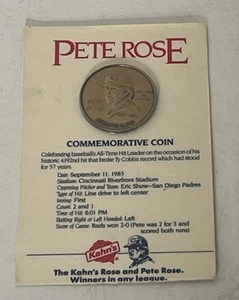 PETE ROSE
PETE
ROSE
COMMEMORATIVE COIN
Celebrating baseball's All-Time Hit Leader on the occasion of his
historic 4192nd hit that broke Ty Cobbs record which had stood
for 57 years.
Date September 11, 1985
Stadium Cincinnati Riverfront Stadium
Opposing Pitcher and Team: Eric Show—San Diego Padres
Type of Hit: Line drive to left center
Inning: First
Count: 2 and 1
Time of Hit 8:01 PM
Batting Right or Left Handed: Left
Score of Game: Reds won 2-0 (Pete was 2 for 3 and
scored both runs)
Kahn's
The Kahn's Rose and Pete Rose.
Winners in any league.